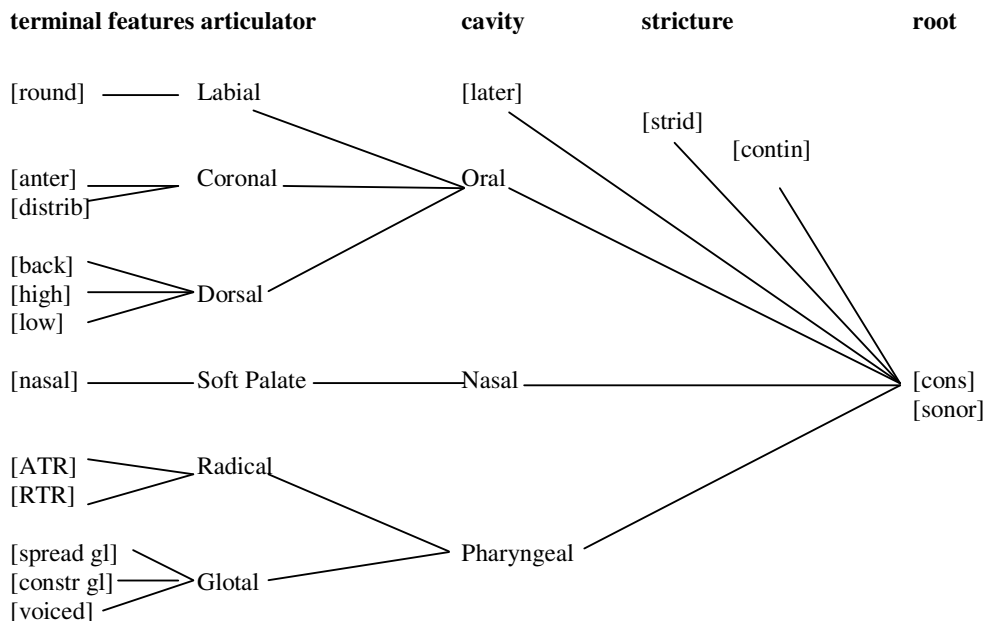 terminal features articulator cavity stricture root
[round] Labial [later]
[strid]
[contin]
[anter] Coronal Oral
[distrib]
[back]
[high] Dorsal
[low]
[nasal] Soft Palate Nasal [cons]
[sonor]
[ATR] Radical
[RTR]
[spread gl] Pharyngeal
[constr gl] Glotal
[voiced]